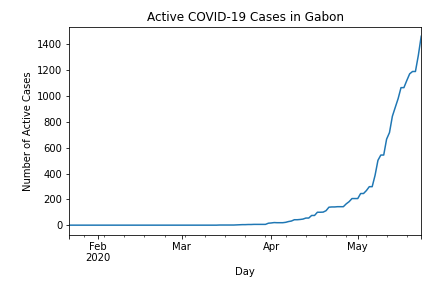 Active COVID-19 Cases in Gabon
Number of Active Cases
1400
1200
1000
800
600
400
200
0
Feb
2020
Mar
Apr
May
Day